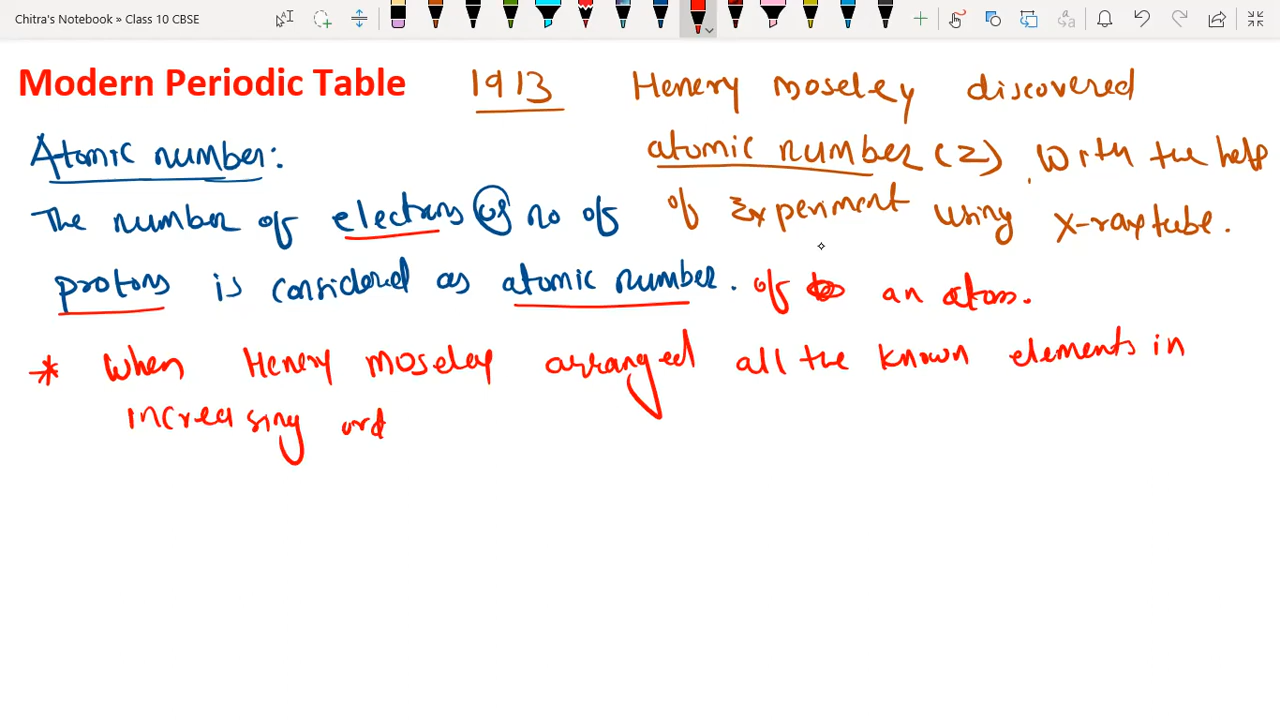 Chitra's Notebook » Class 10 CBSE
Modern Periodic Table 1913 Henery moseley discovered
atomic number (Z). With the help
of Experiment using X-ray tube.
Atomic number:
The number of electrons or no of
protons is considered as atomic number. of an atom.
* When Henery moseley arranged all the known elements in
increasing ord